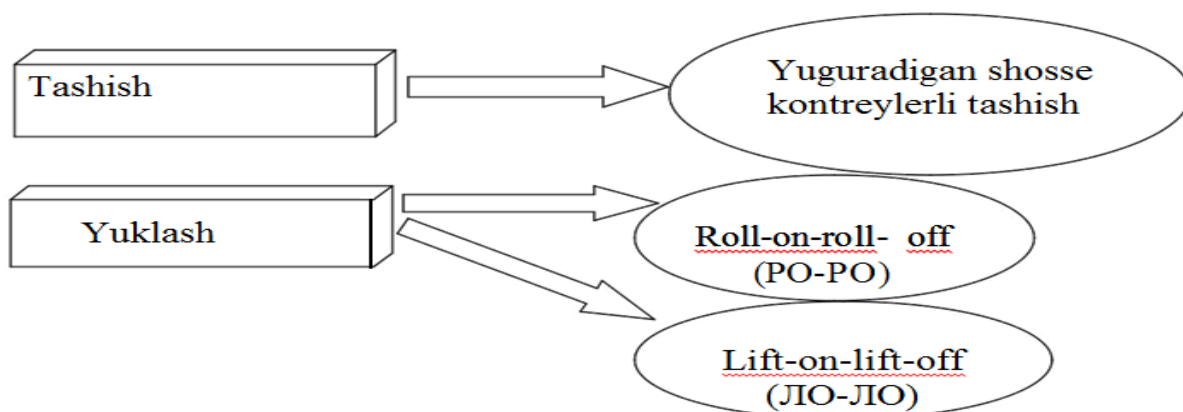 Tashish
Yuguradigan shosse
kontreylerli tashish
Yuklash
Roll-on-roll- off
(РО-РО)
Lift-on-lift-off
(ЛО-ЛО)